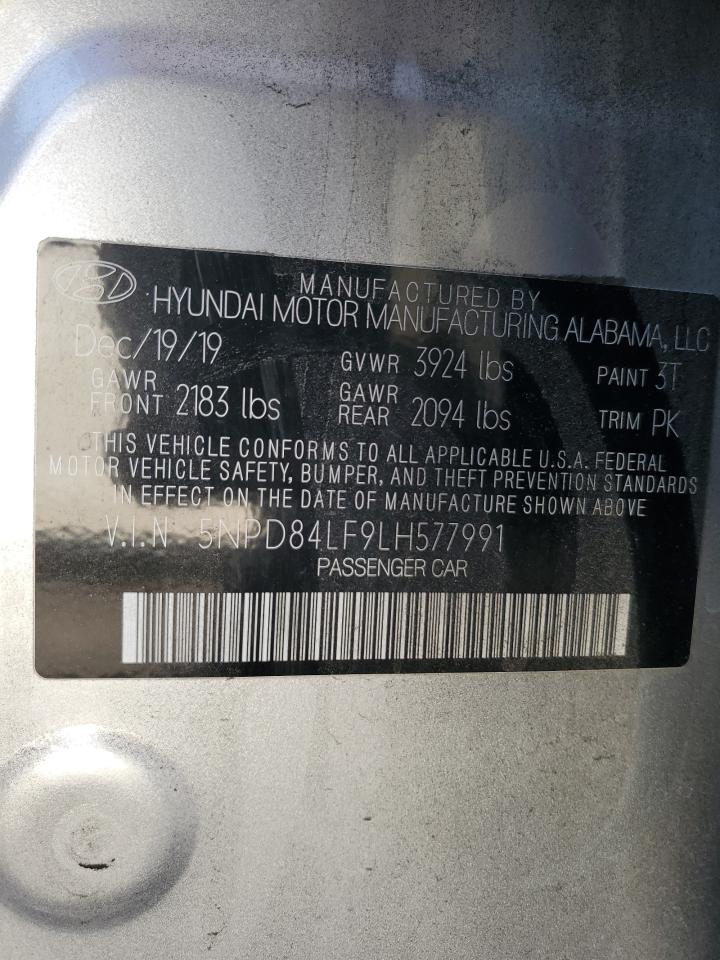 MANUFACTURED BY
HYUNDAI MOTOR MANUFACTURING ALABAMA, LLC
Dec/19/19 GVWR 3924 lbs PAINT 3T
GAWR FRONT 2183 lbs GAWR REAR 2094 lbs TRIM PK
THIS VEHICLE CONFORMS TO ALL APPLICABLE U.S.A. FEDERAL
MOTOR VEHICLE SAFETY, BUMPER, AND THEFT PREVENTION STANDARDS
IN EFFECT ON THE DATE OF MANUFACTURE SHOWN ABOVE
V.I.N 5NPD84LF9LH577991
PASSENGER CAR